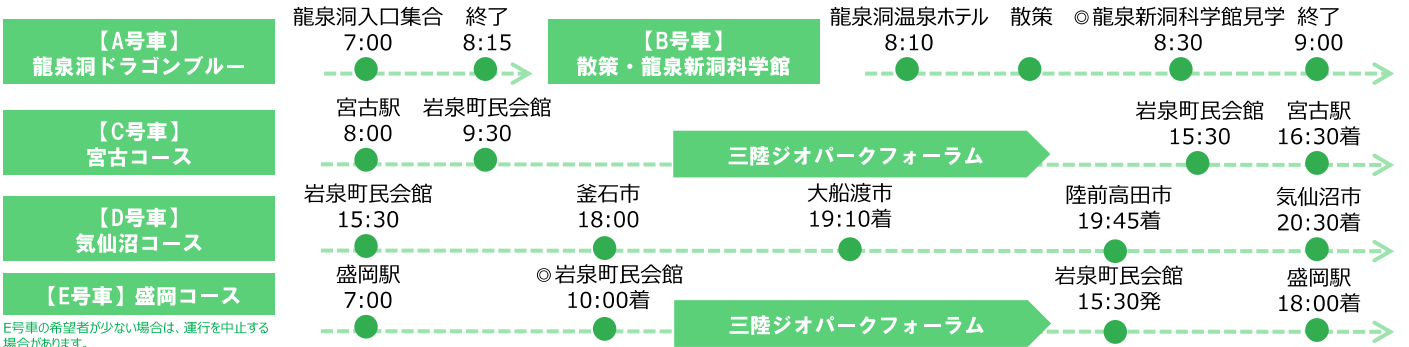 【A号車】
龍泉洞ドラゴンブルー
龍泉洞入口集合
7:00
終了
8:15
【B号車】
散策・龍泉新洞科学館
龍泉洞温泉ホテル
8:10
散策
◎龍泉新洞科学館見学
8:30
終了
9:00
【C号車】
宮古コース
宮古駅
8:00
岩泉町民会館
9:30
三陸ジオパークフォーラム
岩泉町民会館
15:30
宮古駅
16:30着
【D号車】
気仙沼コース
岩泉町民会館
15:30
釜石市
18:00
大船渡市
19:10着
陸前高田市
19:45着
気仙沼市
20:30着
【E号車】盛岡コース
E号車の希望者が少ない場合は、運行を中止する
場合があります。
盛岡駅
7:00
◎岩泉町民会館
10:00着
三陸ジオパークフォーラム
岩泉町民会館
15:30発
盛岡駅
18:00着